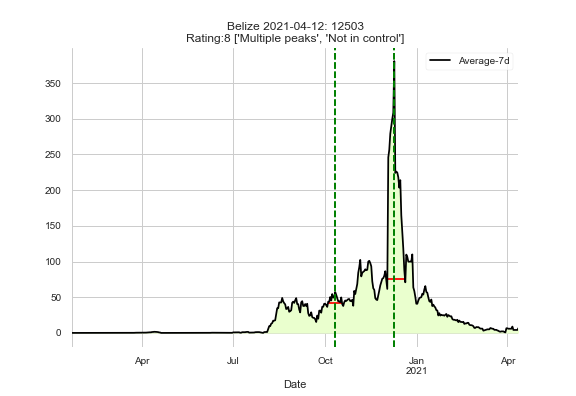 Belize 2021-04-12: 12503
Rating:8 ['Multiple peaks', 'Not in control']
Average-7d
350
300
250
200
150
100
50
0
Apr
Jul
Oct
Jan
2021
Apr
Date